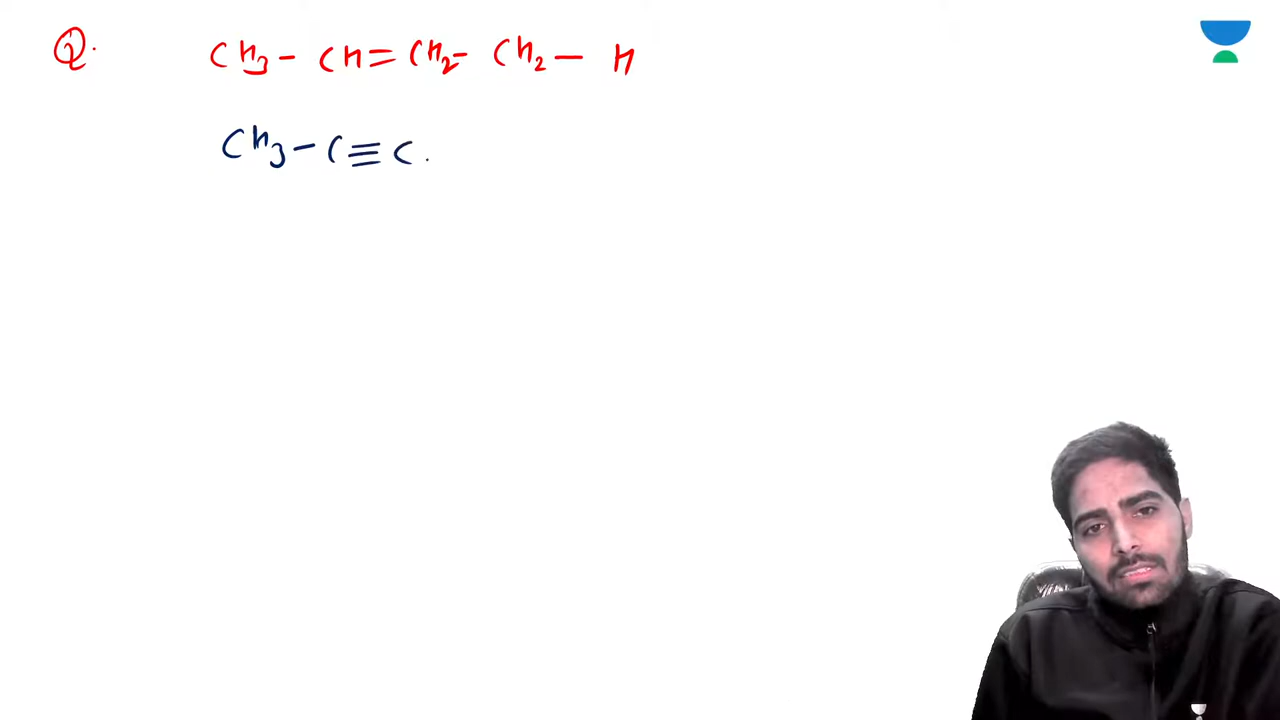 Q. CH3 - CH = CH2 - CH2 - H
CH3 - C ≡ C .